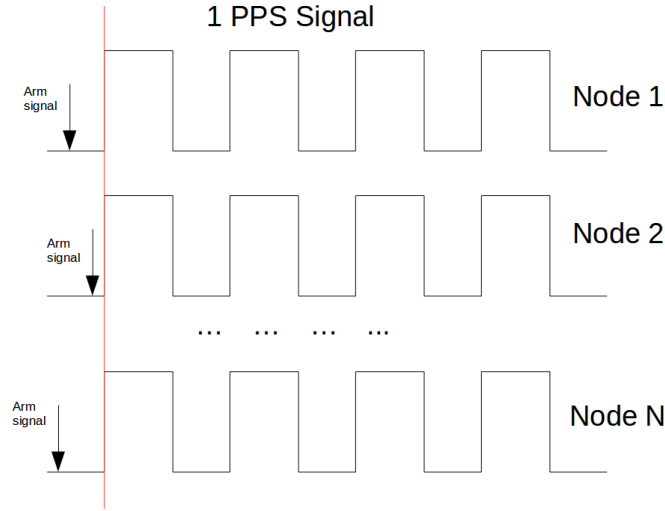 1 PPS Signal
Arm
signal
Node 1
Arm
signal
Node 2
... ... ... ...
Arm
signal
Node N